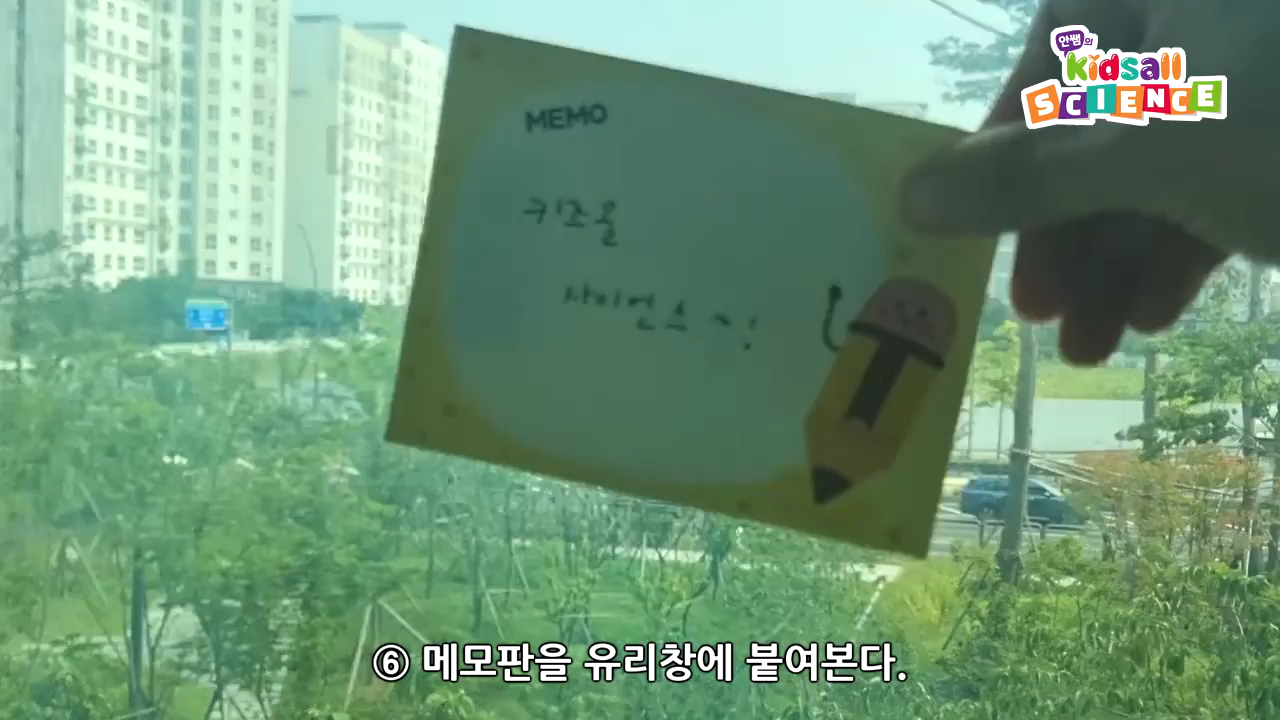 안쌤의
kidsall
SCIENCE
MEMO
키즈올
사이언스~!
⑥ 메모판을 유리창에 붙여본다.